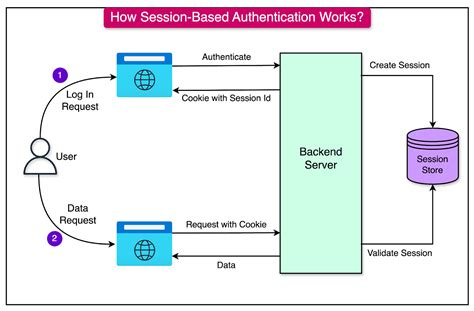 How Session-Based Authentication Works?
1
Log In
Request
Authenticate
Cookie with Session Id
Create Session
User
Backend
Server
Session
Store
Data
Request
2
Request with Cookie
Data
Validate Session